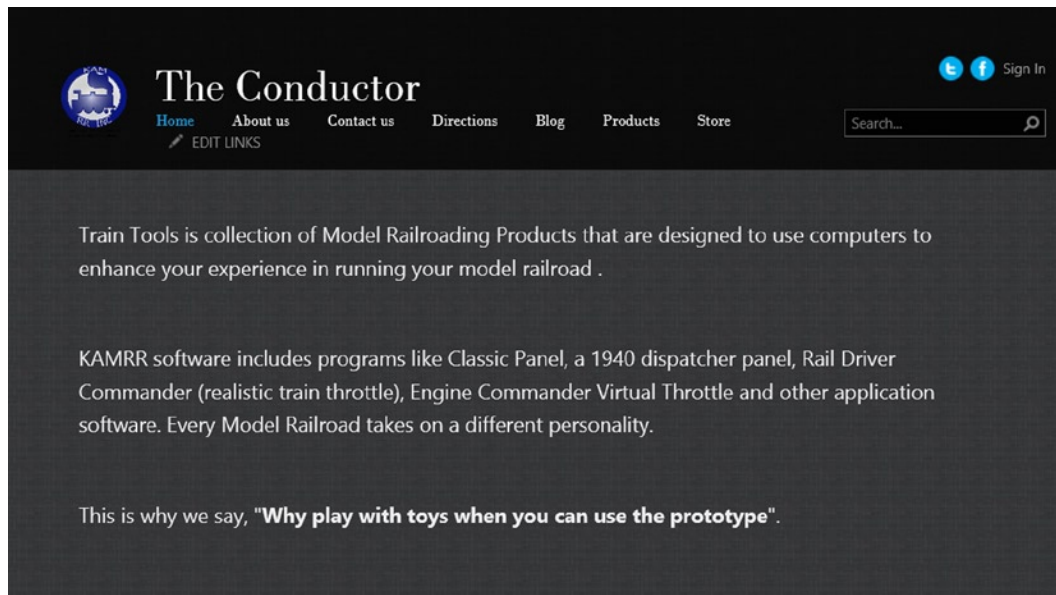 KAM
RR, INC
The Conductor
Sign In
Home About us Contact us Directions Blog Products Store
Search...
EDIT LINKS
Train Tools is collection of Model Railroading Products that are designed to use computers to
enhance your experience in running your model railroad .
KAMRR software includes programs like Classic Panel, a 1940 dispatcher panel, Rail Driver
Commander (realistic train throttle), Engine Commander Virtual Throttle and other application
software. Every Model Railroad takes on a different personality.
This is why we say, "Why play with toys when you can use the prototype".